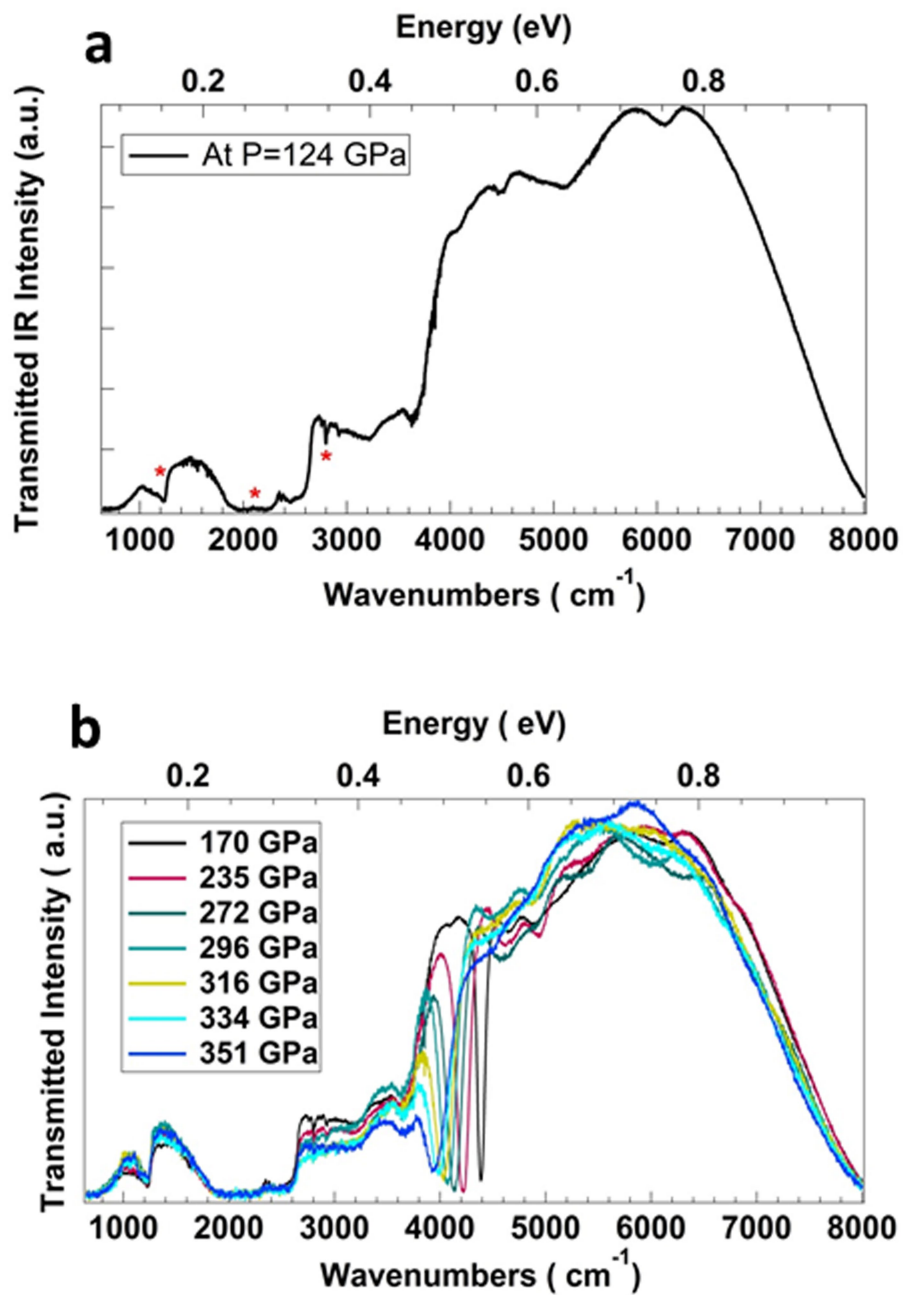 a
Energy (eV)
0.2 0.4 0.6 0.8
Transmitted IR Intensity (a.u.)
At P=124 GPa
* * *
1000 2000 3000 4000 5000 6000 7000 8000
Wavenumbers ( cm-1)
b
Energy ( eV)
0.2 0.4 0.6 0.8
Transmitted Intensity ( a.u.)
170 GPa
235 GPa
272 GPa
296 GPa
316 GPa
334 GPa
351 GPa
1000 2000 3000 4000 5000 6000 7000 8000
Wavenumbers ( cm-1)